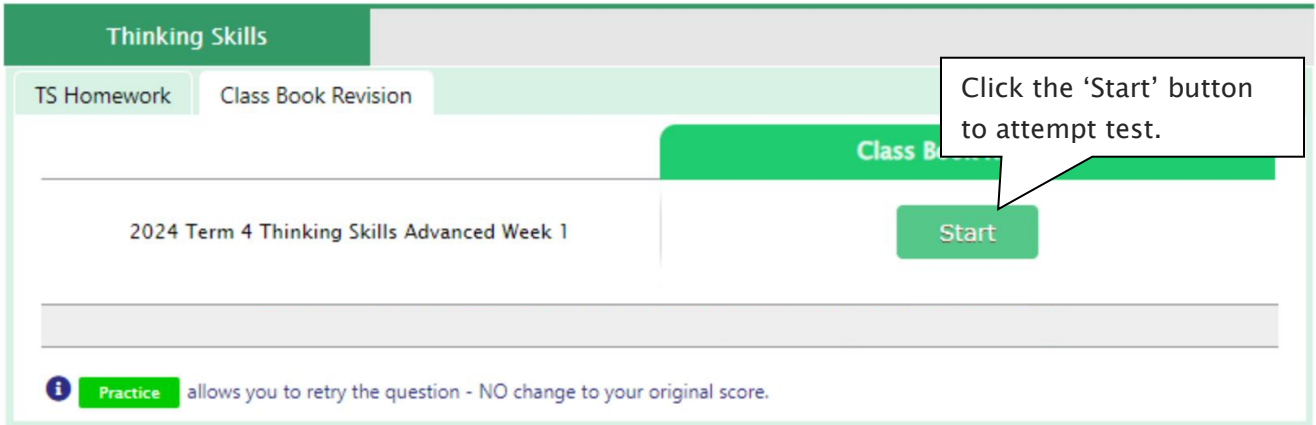 Thinking Skills
TS Homework Class Book Revision
Click the ‘Start’ button
to attempt test.
Class
2024 Term 4 Thinking Skills Advanced Week 1
Start
Practice allows you to retry the question - NO change to your original score.